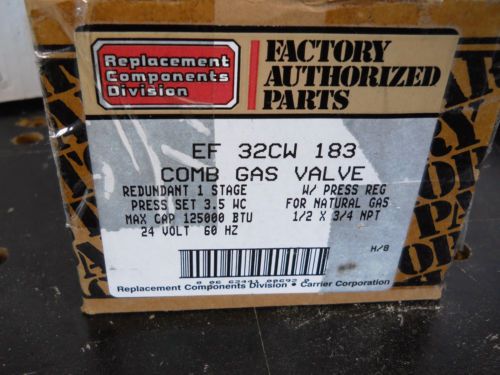 Replacement
Components
Division
FACTORY
AUTHORIZED
PARTS
EF 32CW 183
COMB GAS VALVE
REDUNDANT 1 STAGE W/ PRESS REG
PRESS SET 3.5 WC FOR NATURAL GAS
MAX CAP 125000 BTU 1/2 X 3/4 NPT
24 VOLT 60 HZ
H/8
Replacement Components Division • Carrier Corporation